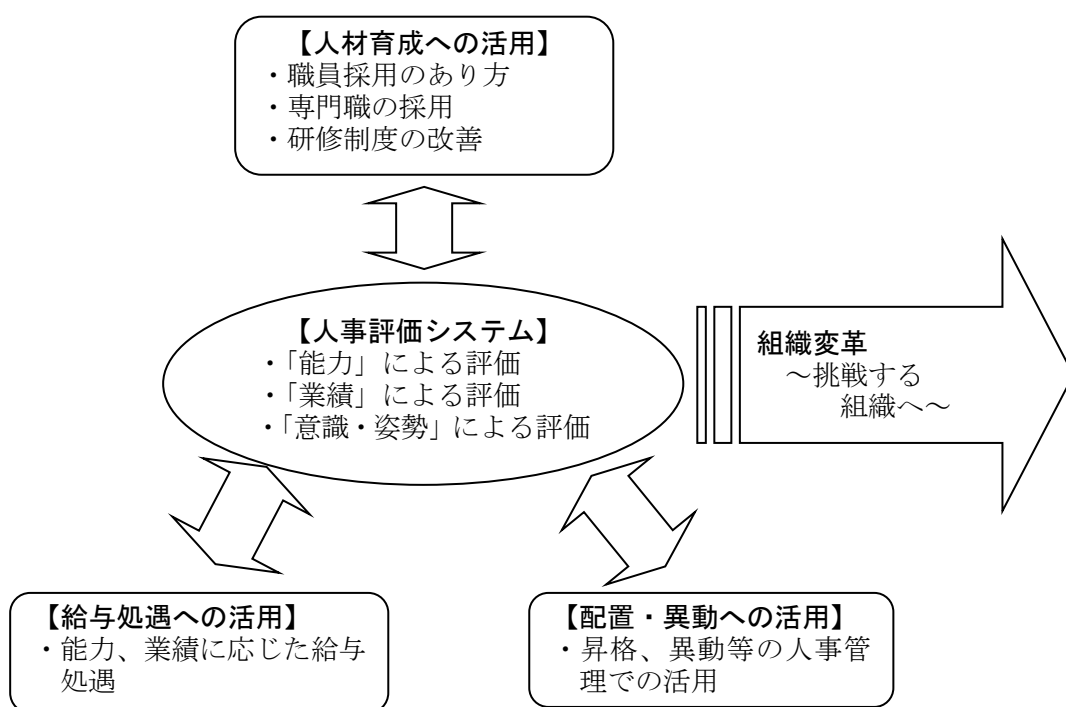 【人材育成への活用】
・職員採用のあり方
・専門職の採用
・研修制度の改善
【人事評価システム】
・「能力」による評価
・「業績」による評価
・「意識・姿勢」による評価
組織変革
～挑戦する
組織へ～
【給与処遇への活用】
・能力、業績に応じた給与
処遇
【配置・異動への活用】
・昇格、異動等の人事管
理での活用